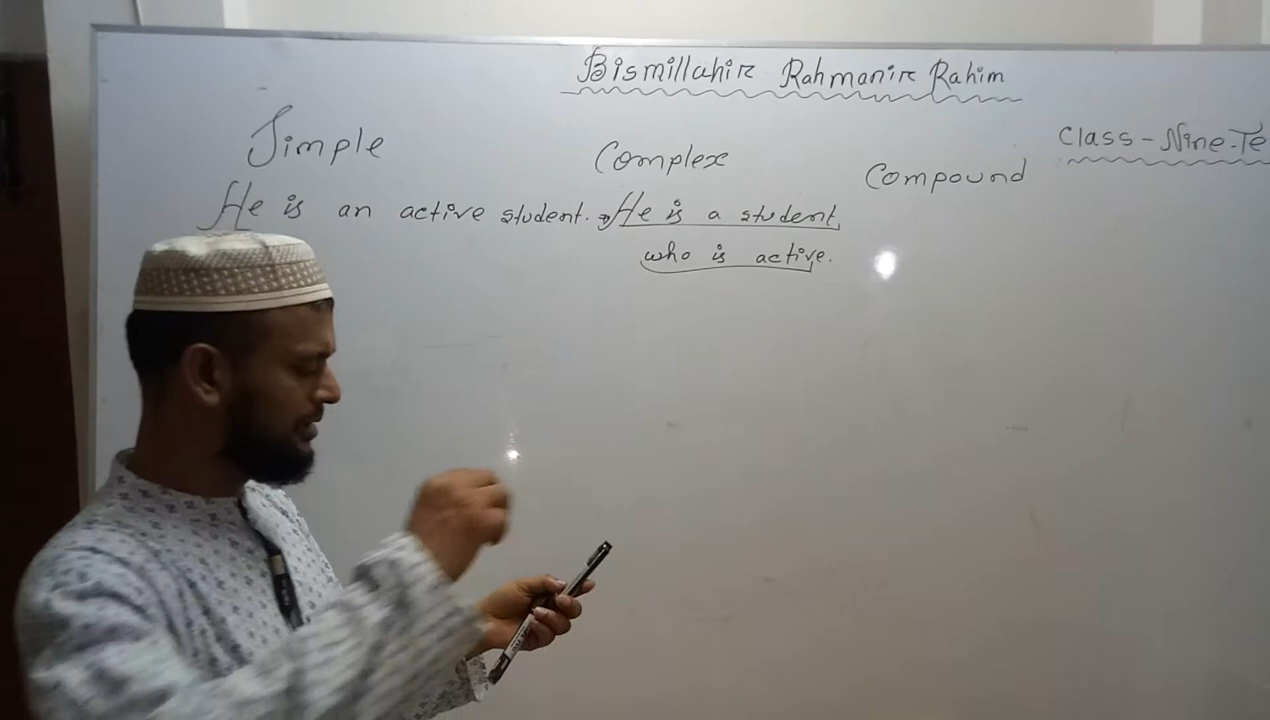 Bismillahir Rahmanir Rahim
Class - Nine-Te
Simple
Complex
Compound
He is an active student.
He is a student,
who is active.